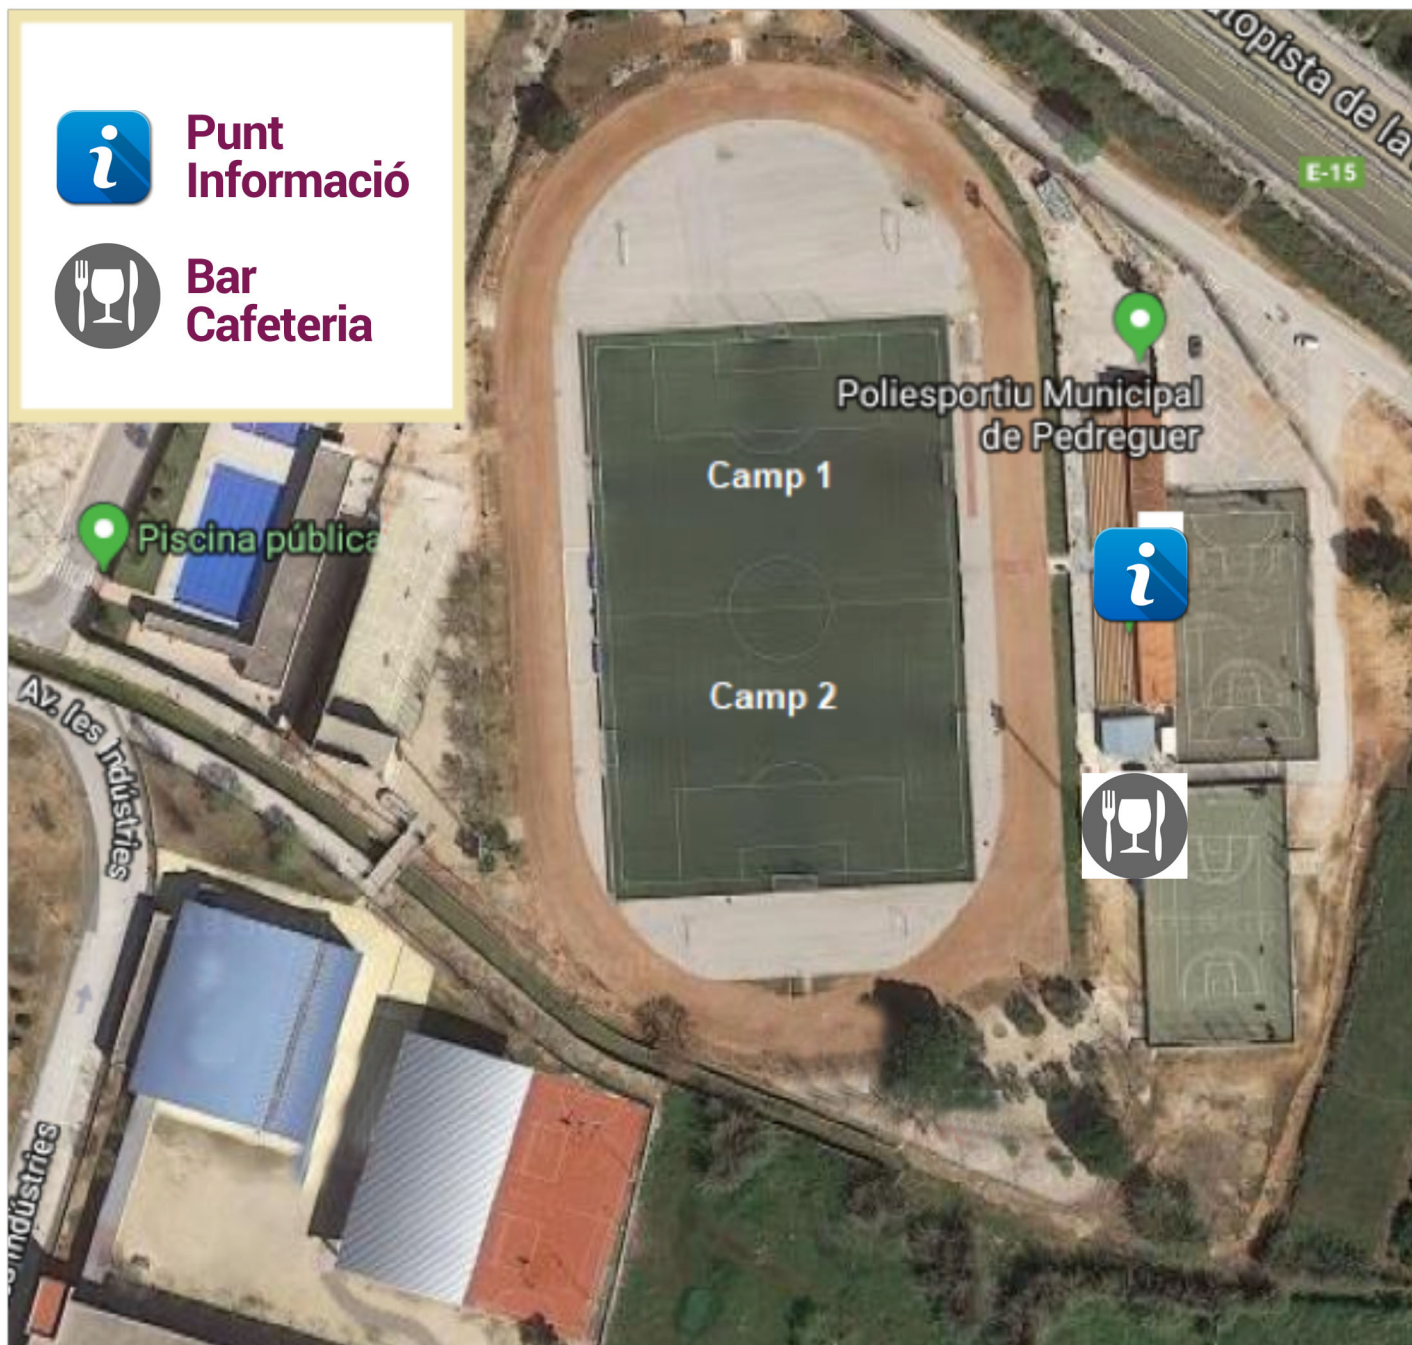 Punt
Informació
Bar
Cafeteria
utopista de la
E-15
Poliesportiu Municipal
de Pedreguer
Camp 1
Piscina pública
Camp 2
Av. les Indústries
Indústries